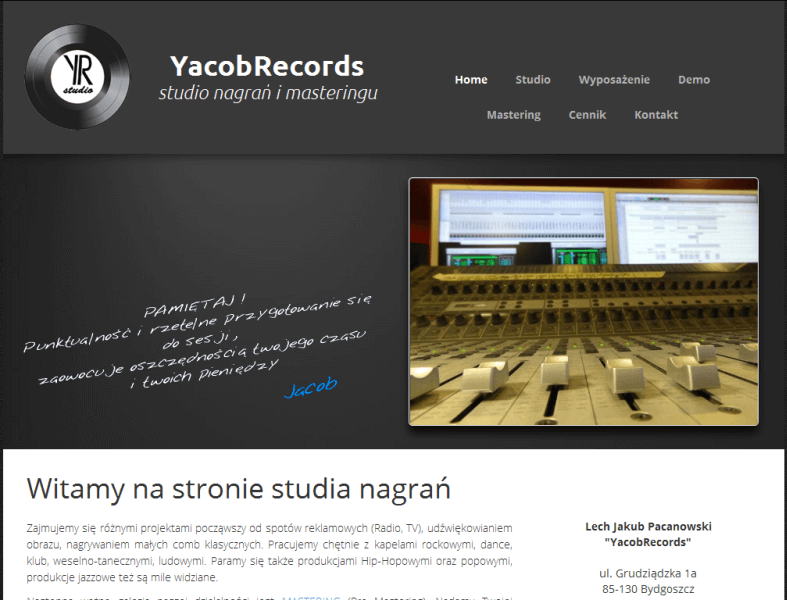 YR
studio
YacobRecords
studio nagrań i masteringu
Home Studio Wyposażenie Demo
Mastering Cennik Kontakt
PAMIETAJ !
Punktualność i rzetelne przygotowanie się
do sesji ,
zaowocuje oszczędnością twojego czasu
i twoich pieniędzy
Jacob
Witamy na stronie studia nagrań
Zajmujemy się różnymi projektami począwszy od spotów reklamowych (Radio, TV), udźwiękowianiem
obrazu, nagrywaniem małych comb klasycznych. Pracujemy chętnie z kapelami rockowymi, dance,
klub, weselno-tanecznymi, ludowymi. Paramy się także produkcjami Hip-Hopowymi oraz popowymi,
produkcje jazzowe też są mile widziane.
Lech Jakub Pacanowski
"YacobRecords"
ul. Grudziądzka 1a
85-130 Bydgoszcz